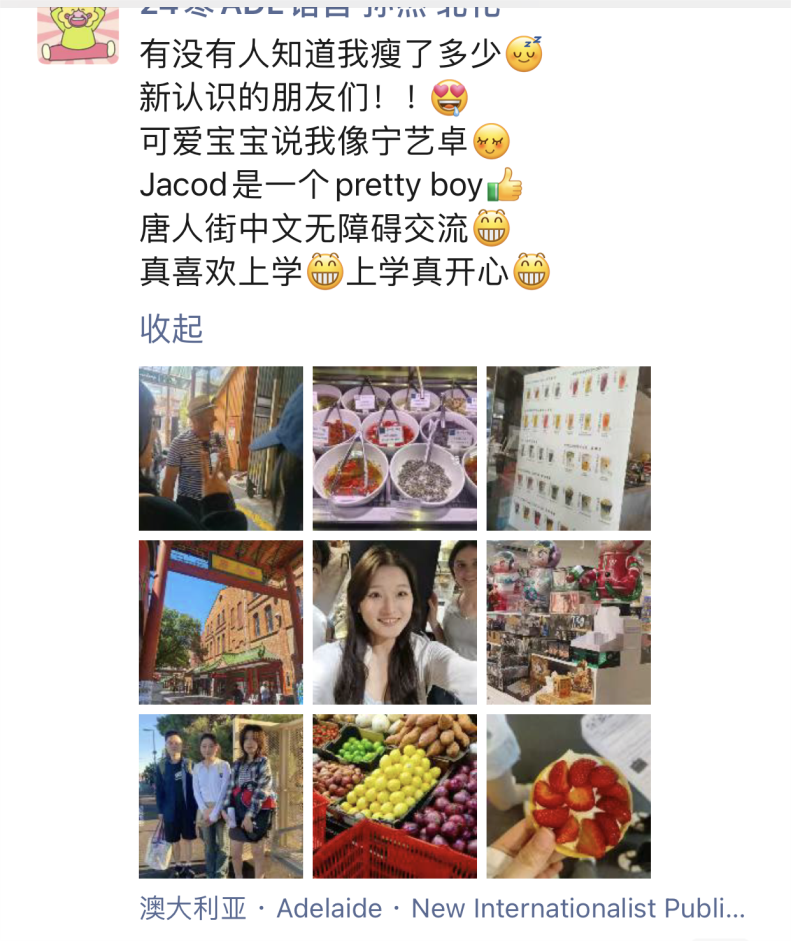 有没有人知道我瘦了多少
新认识的朋友们！！
可爱宝宝说我像宁艺卓
Jacod是一个pretty boy
唐人街中文无障碍交流
真喜欢上学 上学真开心
收起
澳大利亚 · Adelaide · New Internationalist Publi...